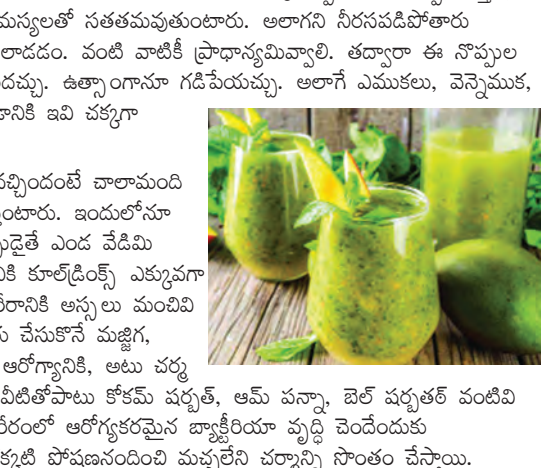 మస్యలతో సతతమవుతుంటారు. అలాగని నీరసపడిపోతారు
లాడడం. వంటి వాటికీ ప్రాధాన్యమివ్వాలి. తద్వారా ఈ నొప్పుల
దచ్చు. ఉత్సాంగానూ గడిపేయచ్చు. అలాగే ఎముకలు, వెన్నెముక,
డానికి ఇవి చక్కగా
వచ్చిందంటే చాలామంది
ుంటారు. ఇందులోనూ
్పుడైతే ఎండ వేడిమి
కి కూల్‌డ్రింక్స్ ఎక్కువగా
రీరానికి అస్సలు మంచివి
రు చేసుకొనే మజ్జిగ,
ఆరోగ్యానికి, అటు చర్మ
వీటితోపాటు కోకమ్ షర్బత్, ఆమ్ పన్నా, బెల్ షర్బతఠ్ వంటివి
రీరంలో ఆరోగ్యకరమైన బ్యాక్టీరియా వృద్ధి చెందేందుకు
క్కటి పోషణనందించి మచ్చలేని చర్మాన్ని సొంతం చేస్తాయి.